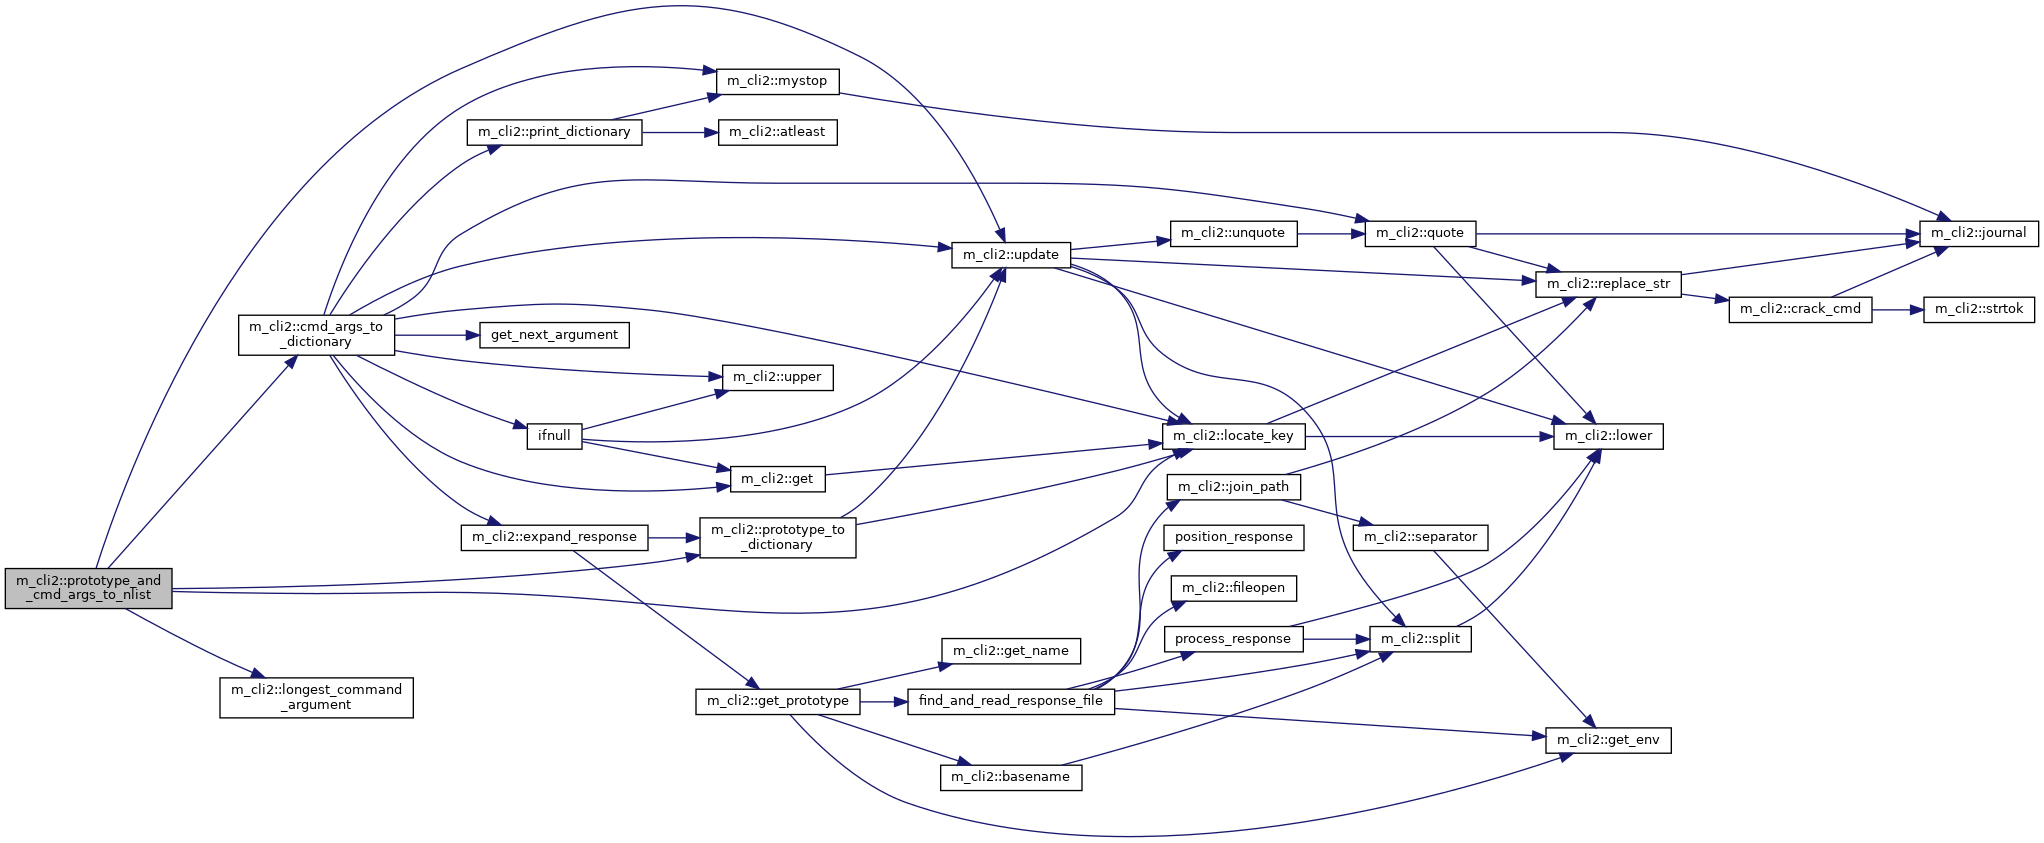 m_cli2::prototype_and
_cmd_args_to_nlist
m_cli2::cmd_args_to
_dictionary
m_cli2::longest_command
_argument
m_cli2::mystop
m_cli2::print_dictionary
m_cli2::atleast
get_next_argument
m_cli2::upper
ifnull
m_cli2::get
m_cli2::expand_response
m_cli2::prototype_to
_dictionary
m_cli2::get_prototype
m_cli2::get_name
find_and_read_response_file
m_cli2::basename
m_cli2::update
m_cli2::unquote
m_cli2::quote
m_cli2::replace_str
m_cli2::journal
m_cli2::crack_cmd
m_cli2::strtok
m_cli2::locate_key
m_cli2::lower
m_cli2::join_path
position_response
m_cli2::separator
m_cli2::fileopen
process_response
m_cli2::split
m_cli2::get_env